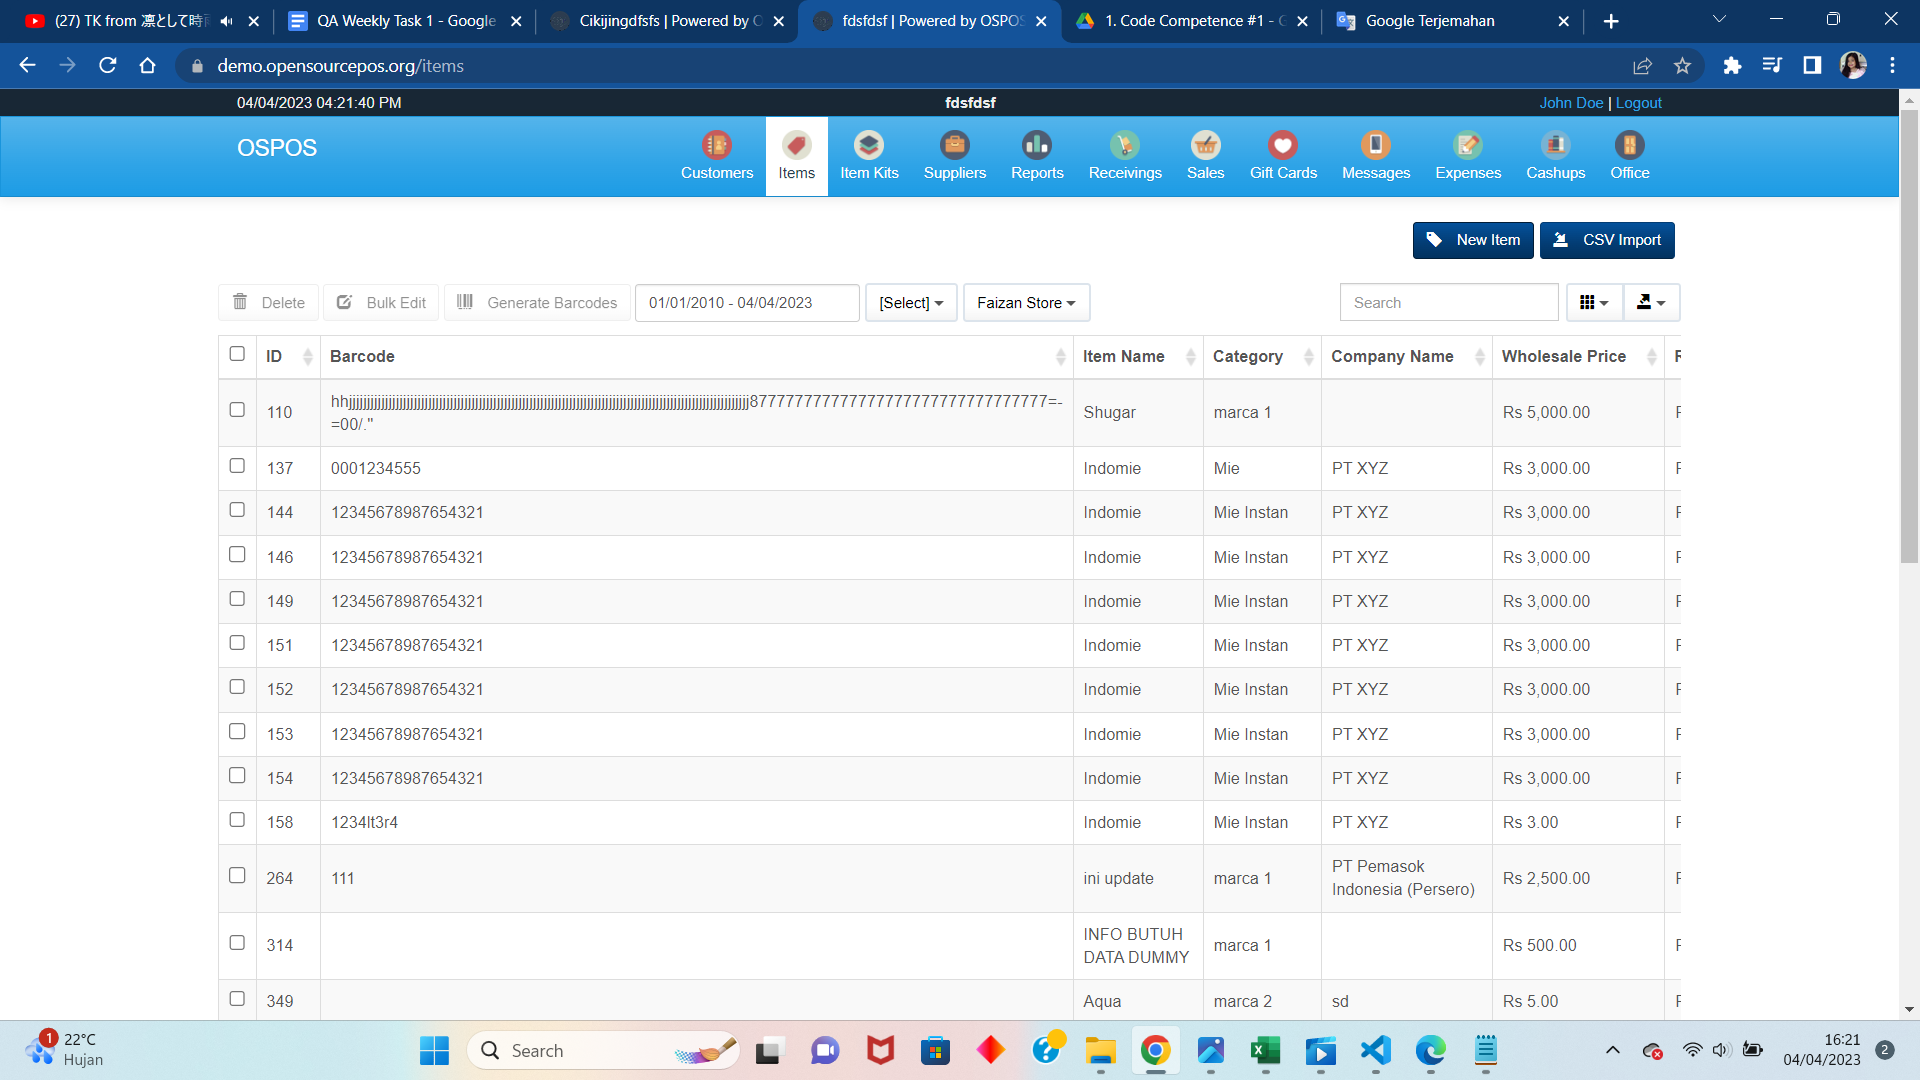 (27) TK from 凛として時雨
QA Weekly Task 1 - Google
Cikijingdfsfs | Powered by O
fdsfdsf | Powered by OSPOS
1. Code Competence #1 - G
Google Terjemahan
demo.opensourcepos.org/items
04/04/2023 04:21:40 PM
fdsfdsf
John Doe | Logout
OSPOS
Customers
Items
Item Kits
Suppliers
Reports
Receivings
Sales
Gift Cards
Messages
Expenses
Cashups
Office
New Item
CSV Import
Delete
Bulk Edit
Generate Barcodes
01/01/2010 - 04/04/2023
[Select]
Faizan Store
Search
ID Barcode Item Name Category Company Name Wholesale Price
110 Shugar marca 1 Rs 5,000.00
=00/."
137 0001234555 Indomie Mie PT XYZ Rs 3,000.00
144 12345678987654321 Indomie Mie Instan PT XYZ Rs 3,000.00
146 12345678987654321 Indomie Mie Instan PT XYZ Rs 3,000.00
149 12345678987654321 Indomie Mie Instan PT XYZ Rs 3,000.00
151 12345678987654321 Indomie Mie Instan PT XYZ Rs 3,000.00
152 12345678987654321 Indomie Mie Instan PT XYZ Rs 3,000.00
153 12345678987654321 Indomie Mie Instan PT XYZ Rs 3,000.00
154 12345678987654321 Indomie Mie Instan PT XYZ Rs 3,000.00
158 1234lt3r4 Indomie Mie Instan PT XYZ Rs 3.00
264 111 ini update marca 1 PT Pemasok Rs 2,500.00
Indonesia (Persero)
314 INFO BUTUH marca 1 Rs 500.00
DATA DUMMY
349 Aqua marca 2 sd Rs 5.00
1
22°C
Hujan
Search
16:21
04/04/2023
2